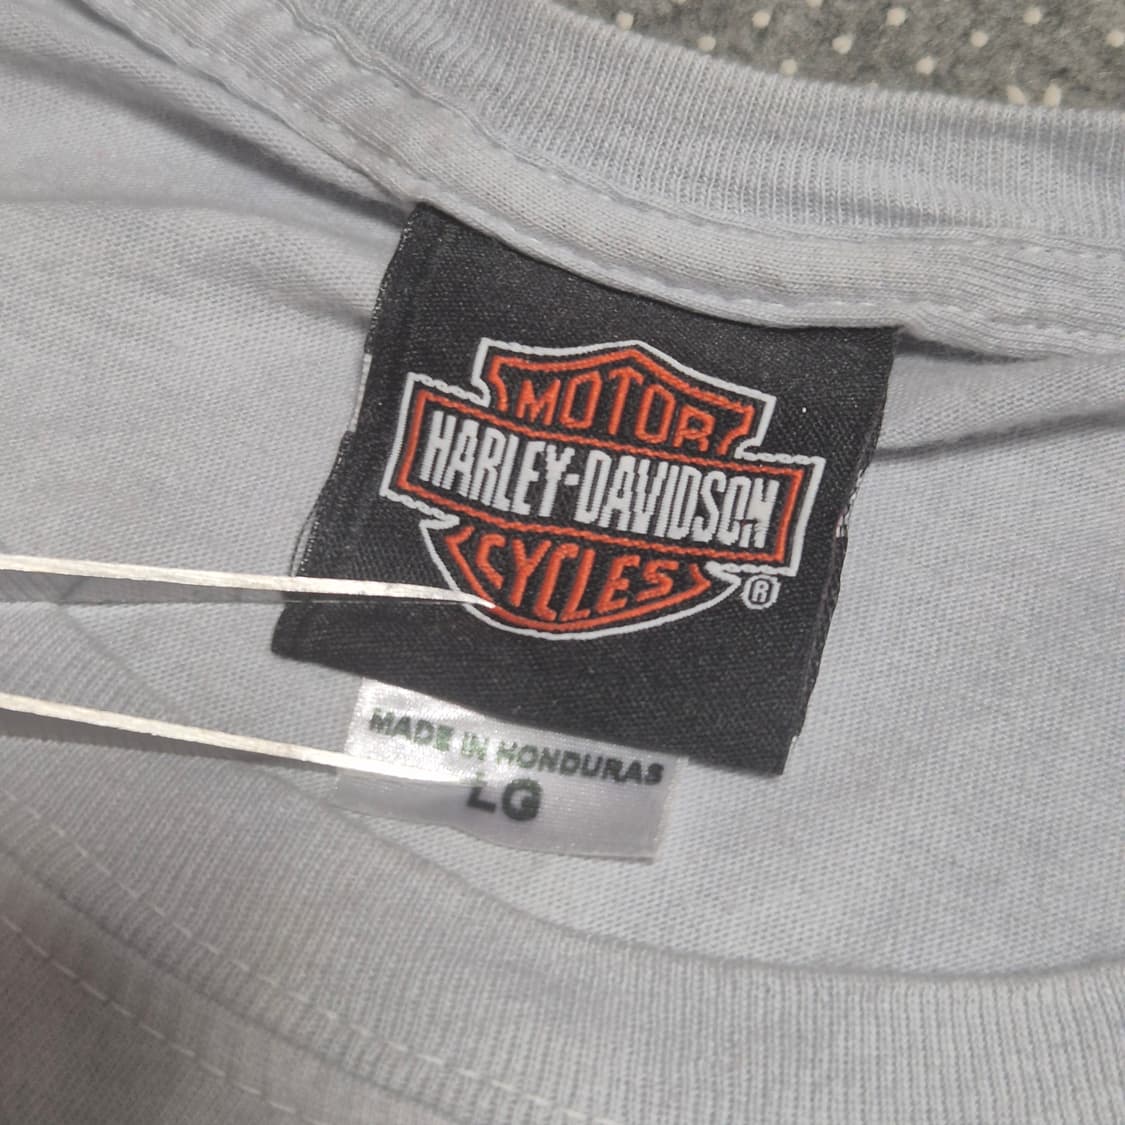 MOTOR
HARLEY-DAVIDSON
CYCLES
®
MADE IN HONDURAS
LG